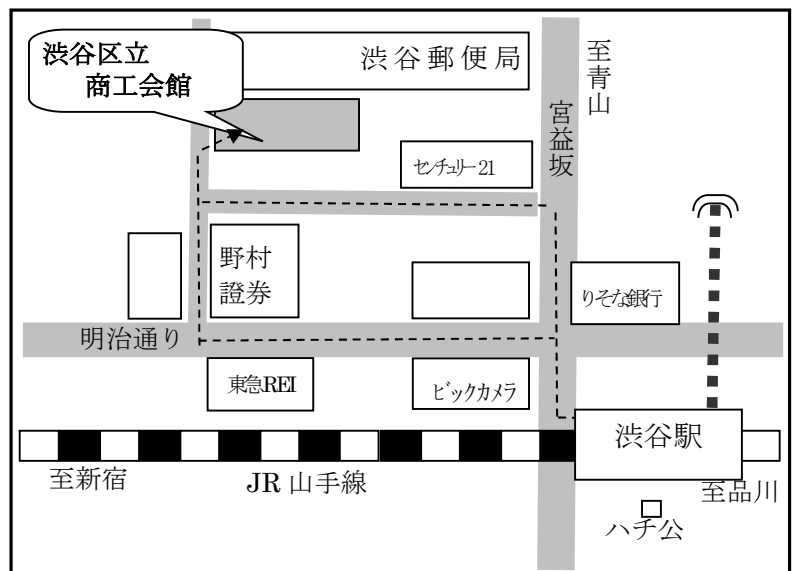 渋谷区立
商工会館
渋谷郵便局
至青山
宮益坂
センチュリー21
野村
證券
りそな銀行
明治通り
東急REI
ビックカメラ
渋谷駅
至新宿
JR 山手線
至品川
ハチ公